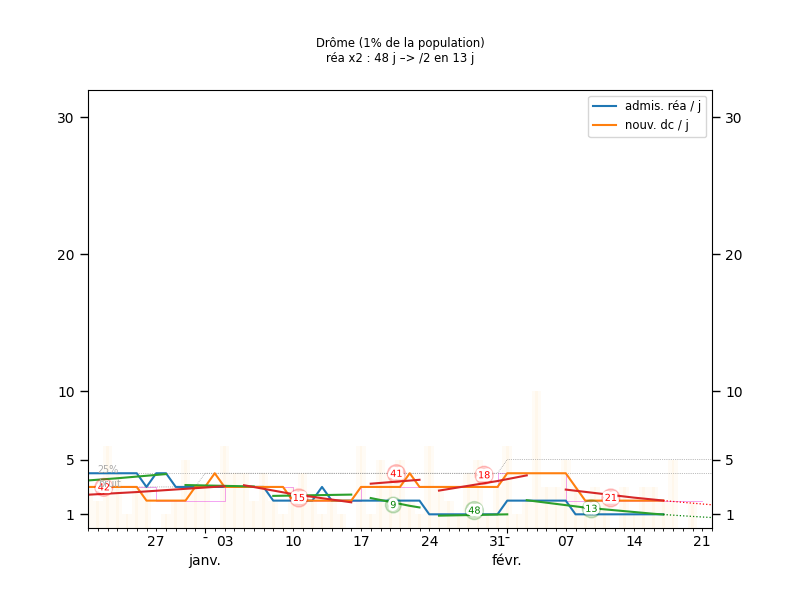 Drôme (1% de la population)
réa x2 : 48 j –> /2 en 13 j
admis. réa / j
nouv. dc / j
30 30
20 20
10 10
5 5
1 1
25%
42
15
41
9
18
48
13
21
27 - 03 10 17 24 31- 07 14 21
janv. févr.